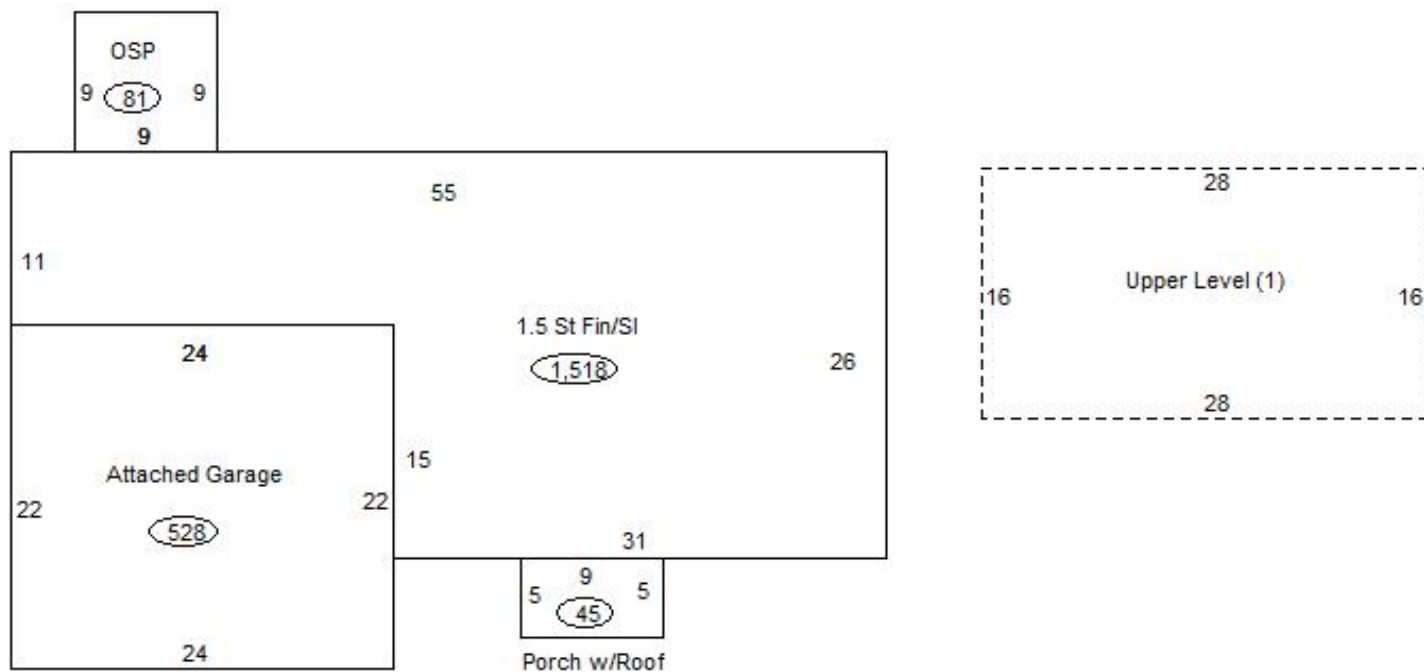 OSP
9 81 9
9
55
11
1.5 St Fin/Sl
1,518
26
24
15
Attached Garage
22 22
528
24
31
9
5 5
45
Porch w/Roof
28
Upper Level (1)
16 16
28